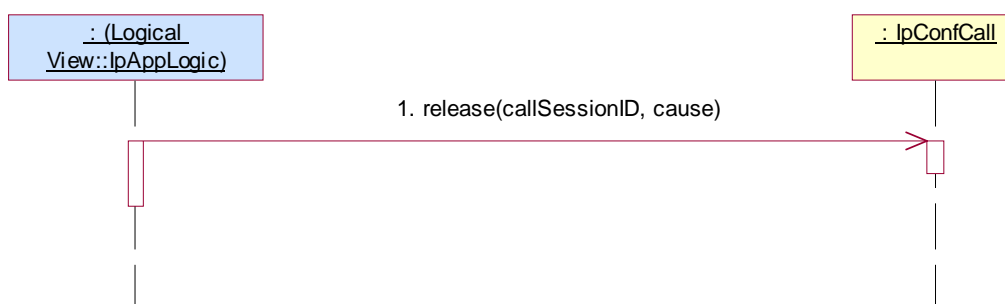 : (Logical
View::IpAppLogic)
: IpConfCall
1. release(callSessionID, cause)